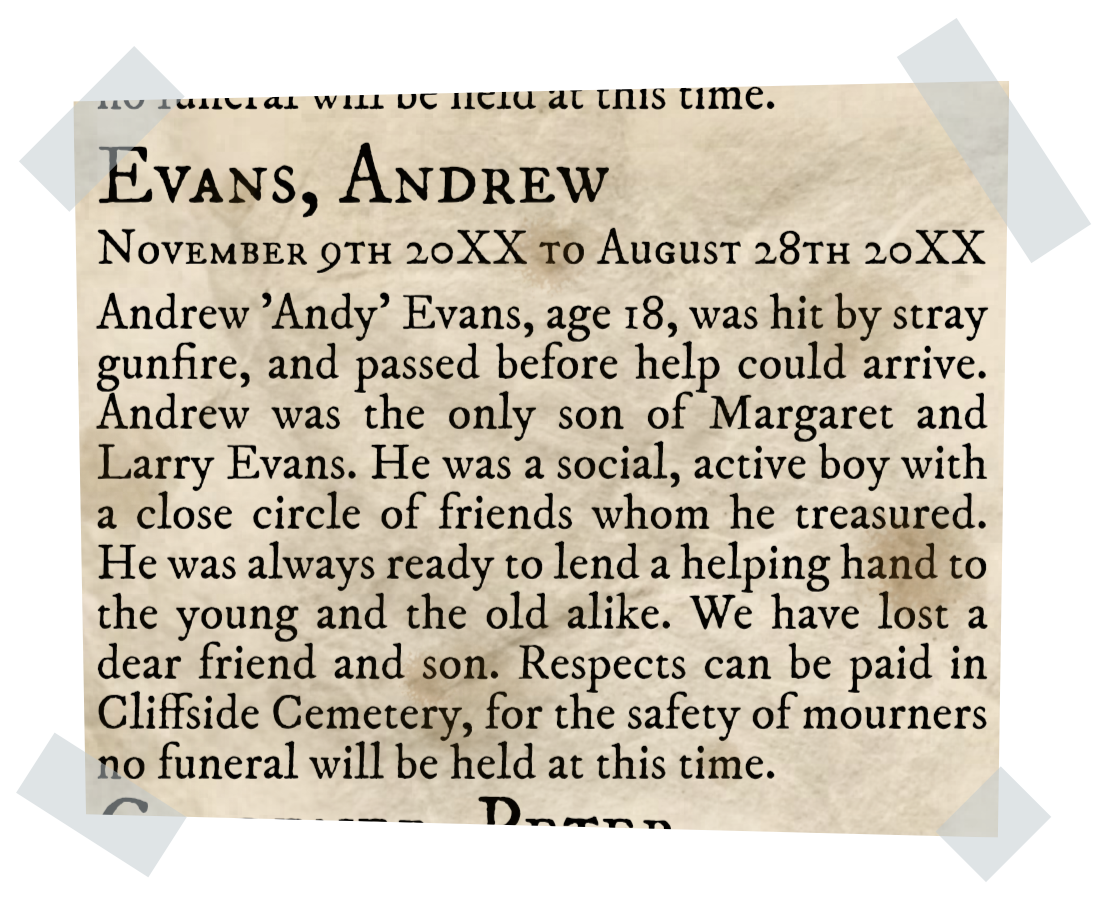 no funeral will be held at this time.
Evans, Andrew
November 9th 20XX to August 28th 20XX
Andrew 'Andy' Evans, age 18, was hit by stray
gunfire, and passed before help could arrive.
Andrew was the only son of Margaret and
Larry Evans. He was a social, active boy with
a close circle of friends whom he treasured.
He was always ready to lend a helping hand to
the young and the old alike. We have lost a
dear friend and son. Respects can be paid in
Cliffside Cemetery, for the safety of mourners
no funeral will be held at this time.
Peter